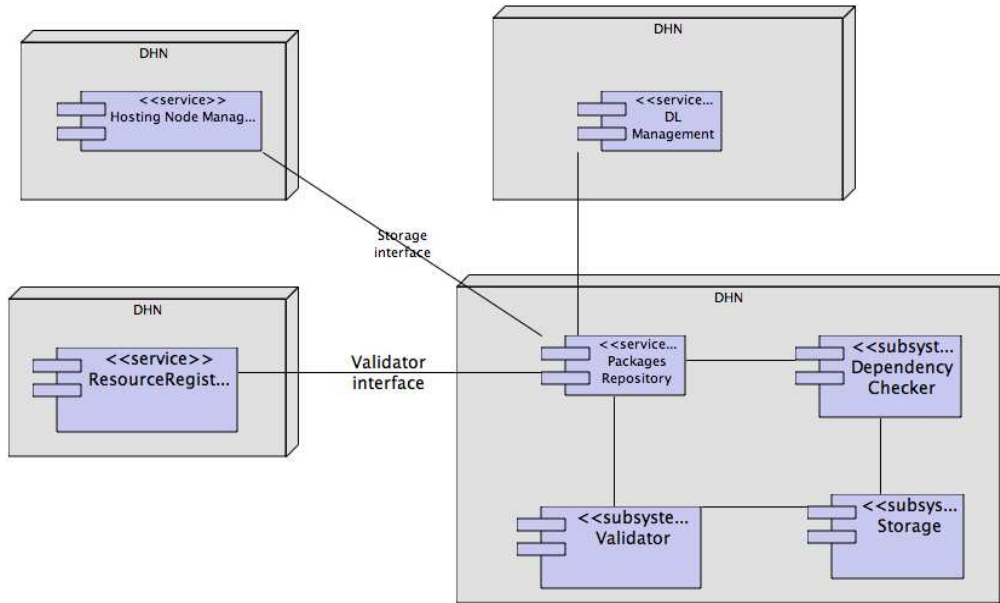 DHN
<<service>>
Hosting Node Manag...
DHN
<<service...
DL
Management
Storage
interface
DHN
<<service>>
ResourceRegist...
Validator
interface
DHN
<<service...
Packages
Repository
<<subsyst...
Dependency
Checker
<<subsyste...
Validator
<<subsys...
Storage